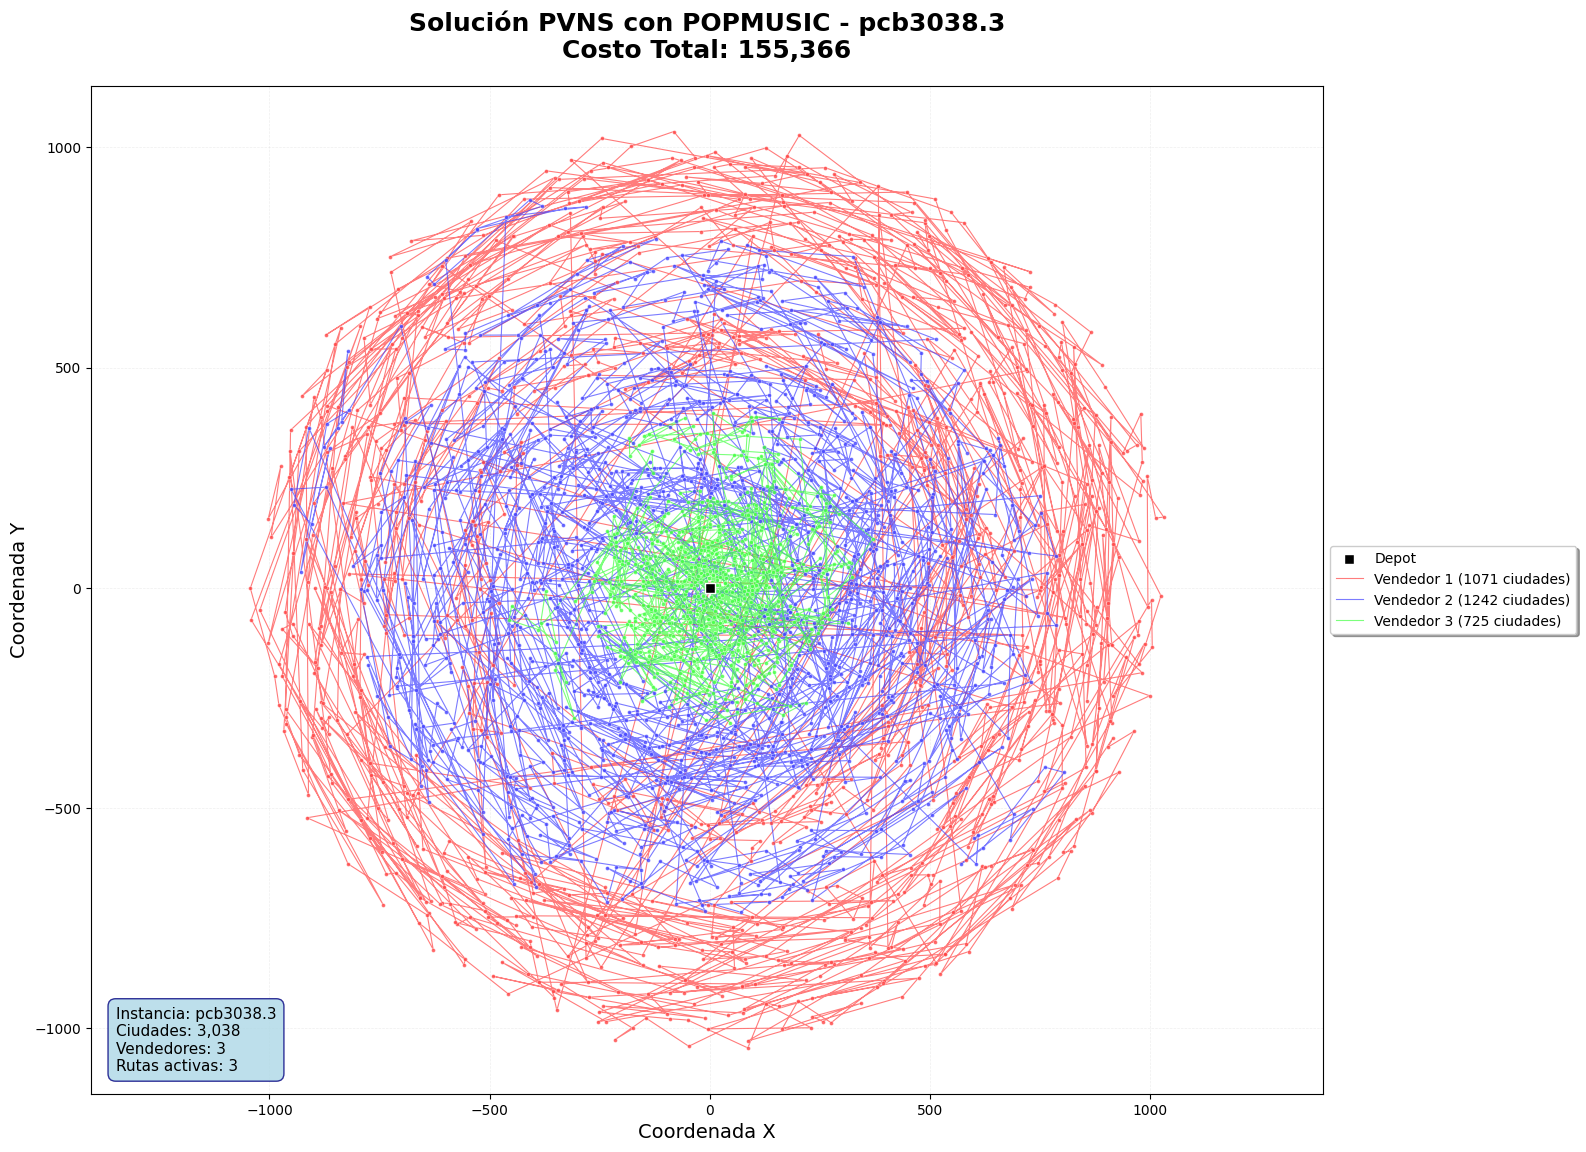 Solución PVNS con POPMUSIC - pcb3038.3
Costo Total: 155,366
Coordenada Y
1000
500
0
−500
−1000
−1000
−500
0
500
1000
Coordenada X
Depot
Vendedor 1 (1071 ciudades)
Vendedor 2 (1242 ciudades)
Vendedor 3 (725 ciudades)
Instancia: pcb3038.3
Ciudades: 3,038
Vendedores: 3
Rutas activas: 3